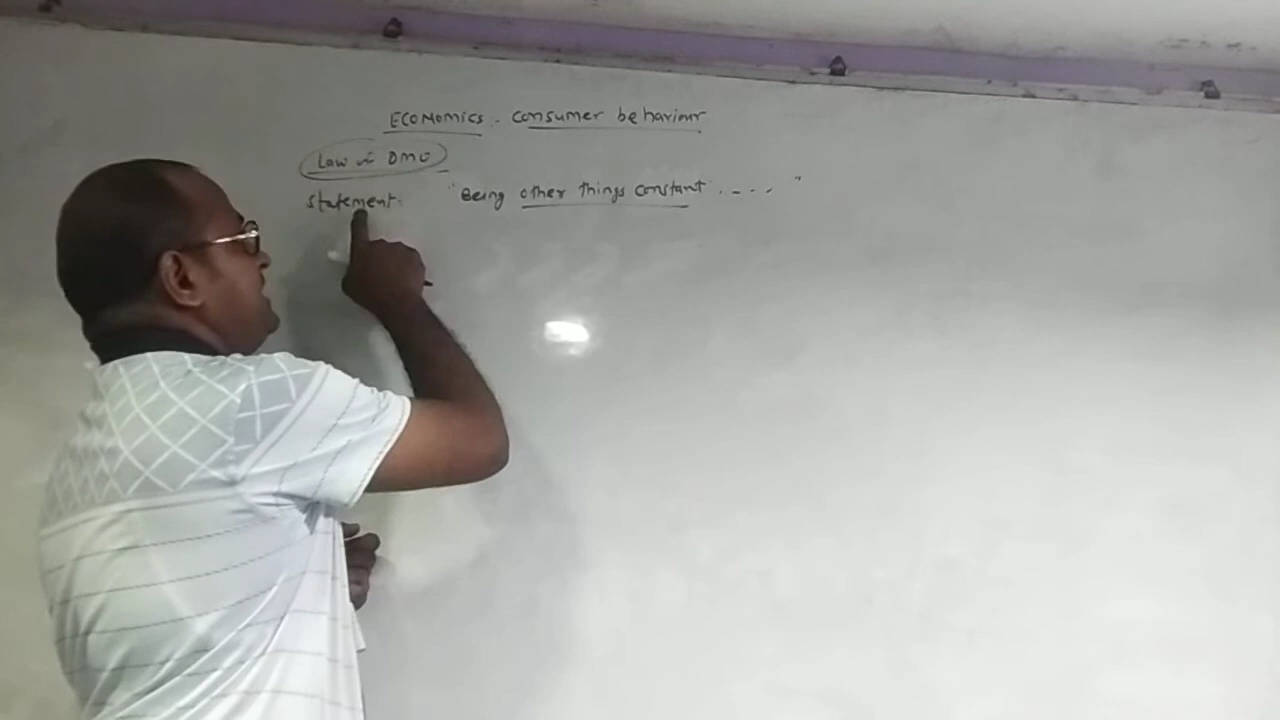 ECONOMICS - Consumer behaviour
Law of DMU
Statement: "Being other things constant ....."